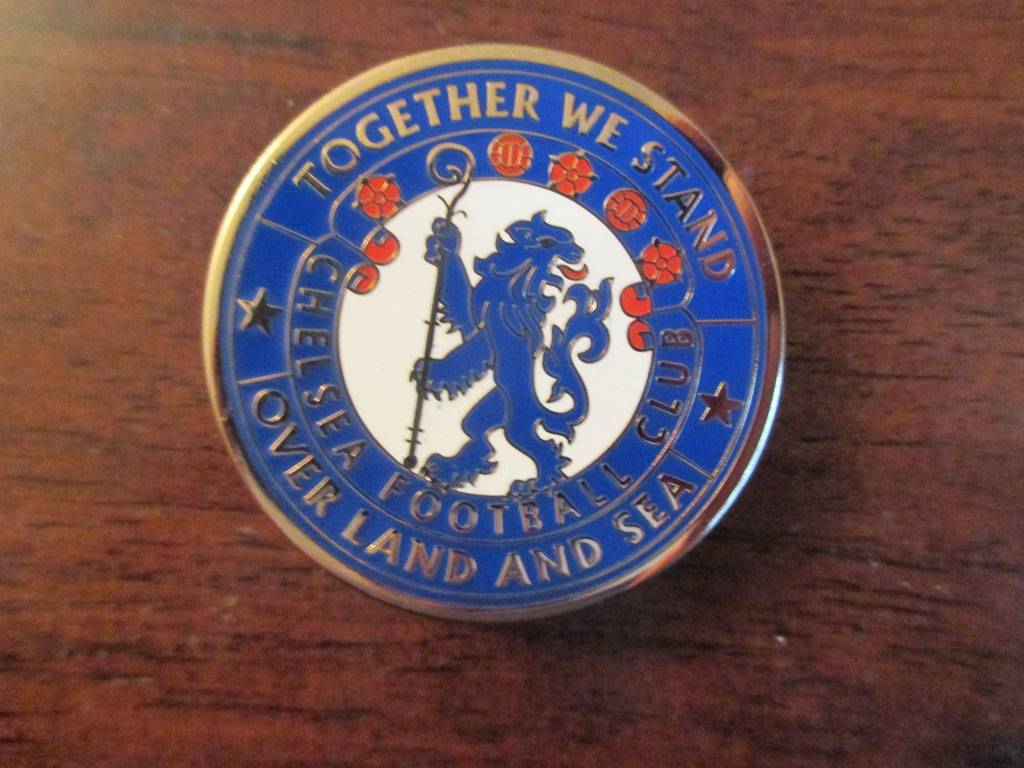 TOGETHER WE STAND
CHELSEA FOOTBALL CLUB
OVER LAND AND SEA